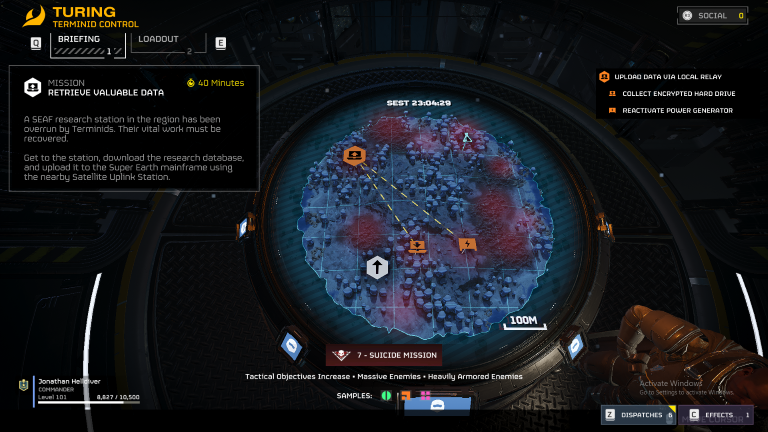 TURING
TERMINID CONTROL
Q
BRIEFING
1
LOADOUT
2
E
SOCIAL
0
MISSION
RETRIEVE VALUABLE DATA
40 Minutes
A SEAF research station in the region has been
overrun by Terminids. Their vital work must be
recovered.
Get to the station, download the research database,
and upload it to the Super Earth mainframe using
the nearby Satellite Uplink Station.
UPLOAD DATA VIA LOCAL RELAY
COLLECT ENCRYPTED HARD DRIVE
REACTIVATE POWER GENERATOR
SEST 23:04:29
100M
7 - SUICIDE MISSION
Tactical Objectives Increase • Massive Enemies • Heavily Armored Enemies
SAMPLES:
Jonathan Helldiver
COMMANDER
Level 101
8,827 / 10,500
Activate Windows
Go to Settings to activate Windows.
Z
DISPATCHES
6
C
EFFECTS
1
CURSOR